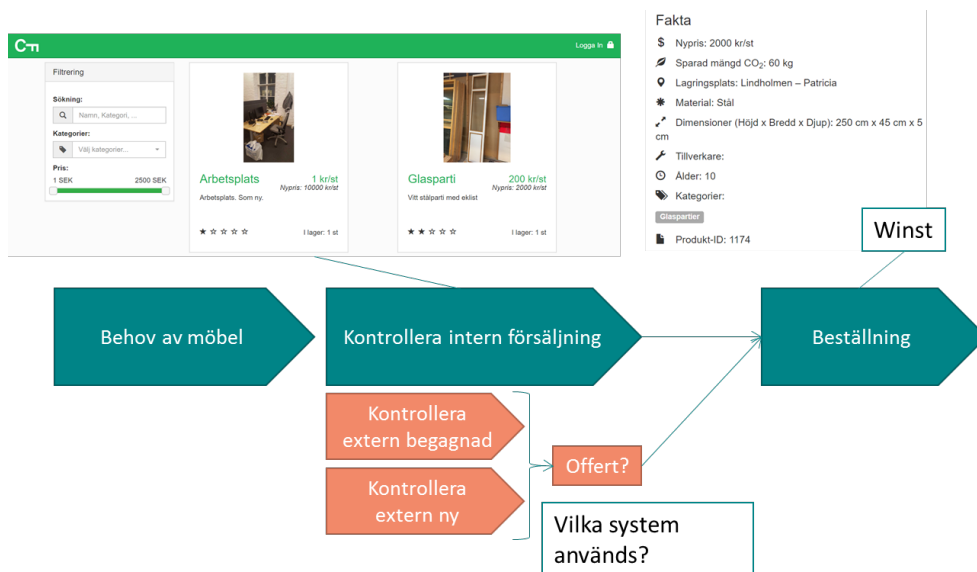 Logga In
Filtrering
Sökning:
Namn, Kategori, ...
Kategorier:
Välj kategorier...
Pris:
1 SEK 2500 SEK
Arbetsplats 1 kr/st
Nypris: 10000 kr/st
Arbetsplats. Som ny.
I lager: 1 st
Glasparti 200 kr/st
Nypris: 2000 kr/st
Vitt stålparti med eklist
I lager: 1 st
Fakta
Nypris: 2000 kr/st
Sparad mängd CO₂: 60 kg
Lagringsplats: Lindholmen – Patricia
Material: Stål
Dimensioner (Höjd x Bredd x Djup): 250 cm x 45 cm x 5
cm
Tillverkare:
Ålder: 10
Kategorier:
Glaspartier
Produkt-ID: 1174
Winst
Behov av möbel
Kontrollera intern försäljning
Beställning
Kontrollera
extern begagnad
Kontrollera
extern ny
Offert?
Vilka system
används?